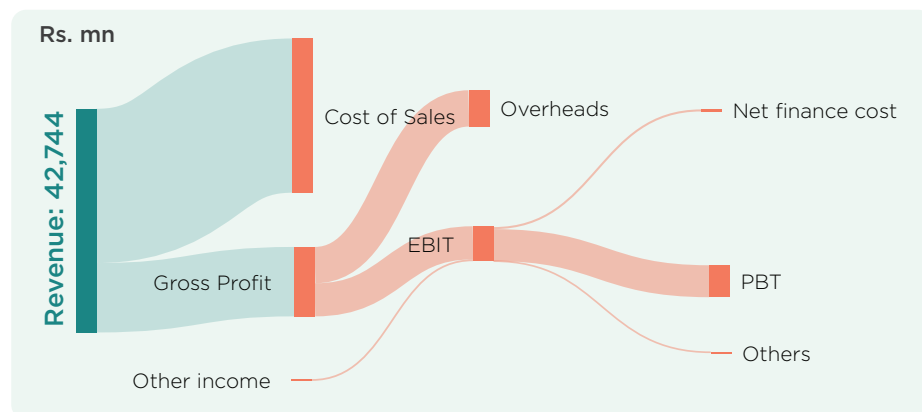 Rs. mn
Revenue: 42,744
Cost of Sales
Overheads
Net finance cost
EBIT
Gross Profit
PBT
Others
Other income